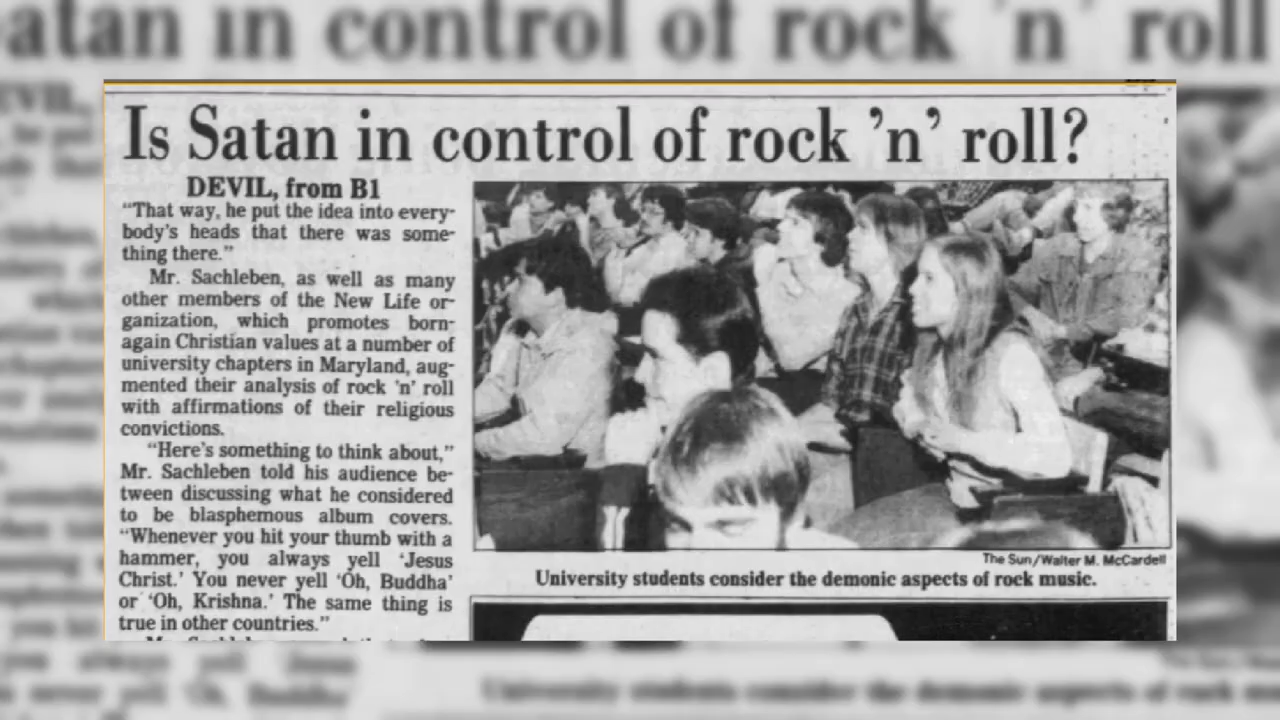 Is Satan in control of rock 'n' roll?
DEVIL, from B1
“That way, he put the idea into every-
body's heads that there was some-
thing there.”
Mr. Sachleben, as well as many
other members of the New Life or-
ganization, which promotes born-
again Christian values at a number of
university chapters in Maryland, aug-
mented their analysis of rock 'n' roll
with affirmations of their religious
convictions.
“Here's something to think about,”
Mr. Sachleben told his audience be-
tween discussing what he considered
to be blasphemous album covers.
“Whenever you hit your thumb with a
hammer, you always yell ‘Jesus
Christ.’ You never yell ‘Oh, Buddha’
or ‘Oh, Krishna.’ The same thing is
true in other countries.”
The Sun/Walter M. McCardell
University students consider the demonic aspects of rock music.